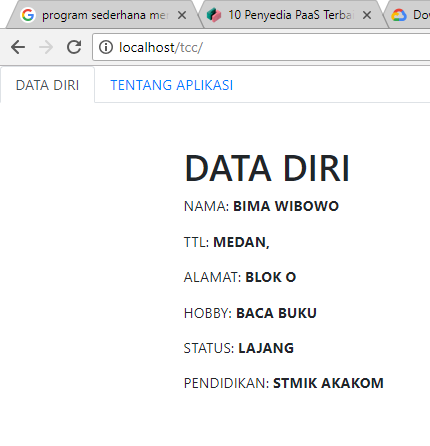 program sederhana me
10 Penyedia PaaS Terba
Do
localhost/tcc/
DATA DIRI
TENTANG APLIKASI
DATA DIRI
NAMA: BIMA WIBOWO
TTL: MEDAN,
ALAMAT: BLOK O
HOBBY: BACA BUKU
STATUS: LAJANG
PENDIDIKAN: STMIK AKAKOM